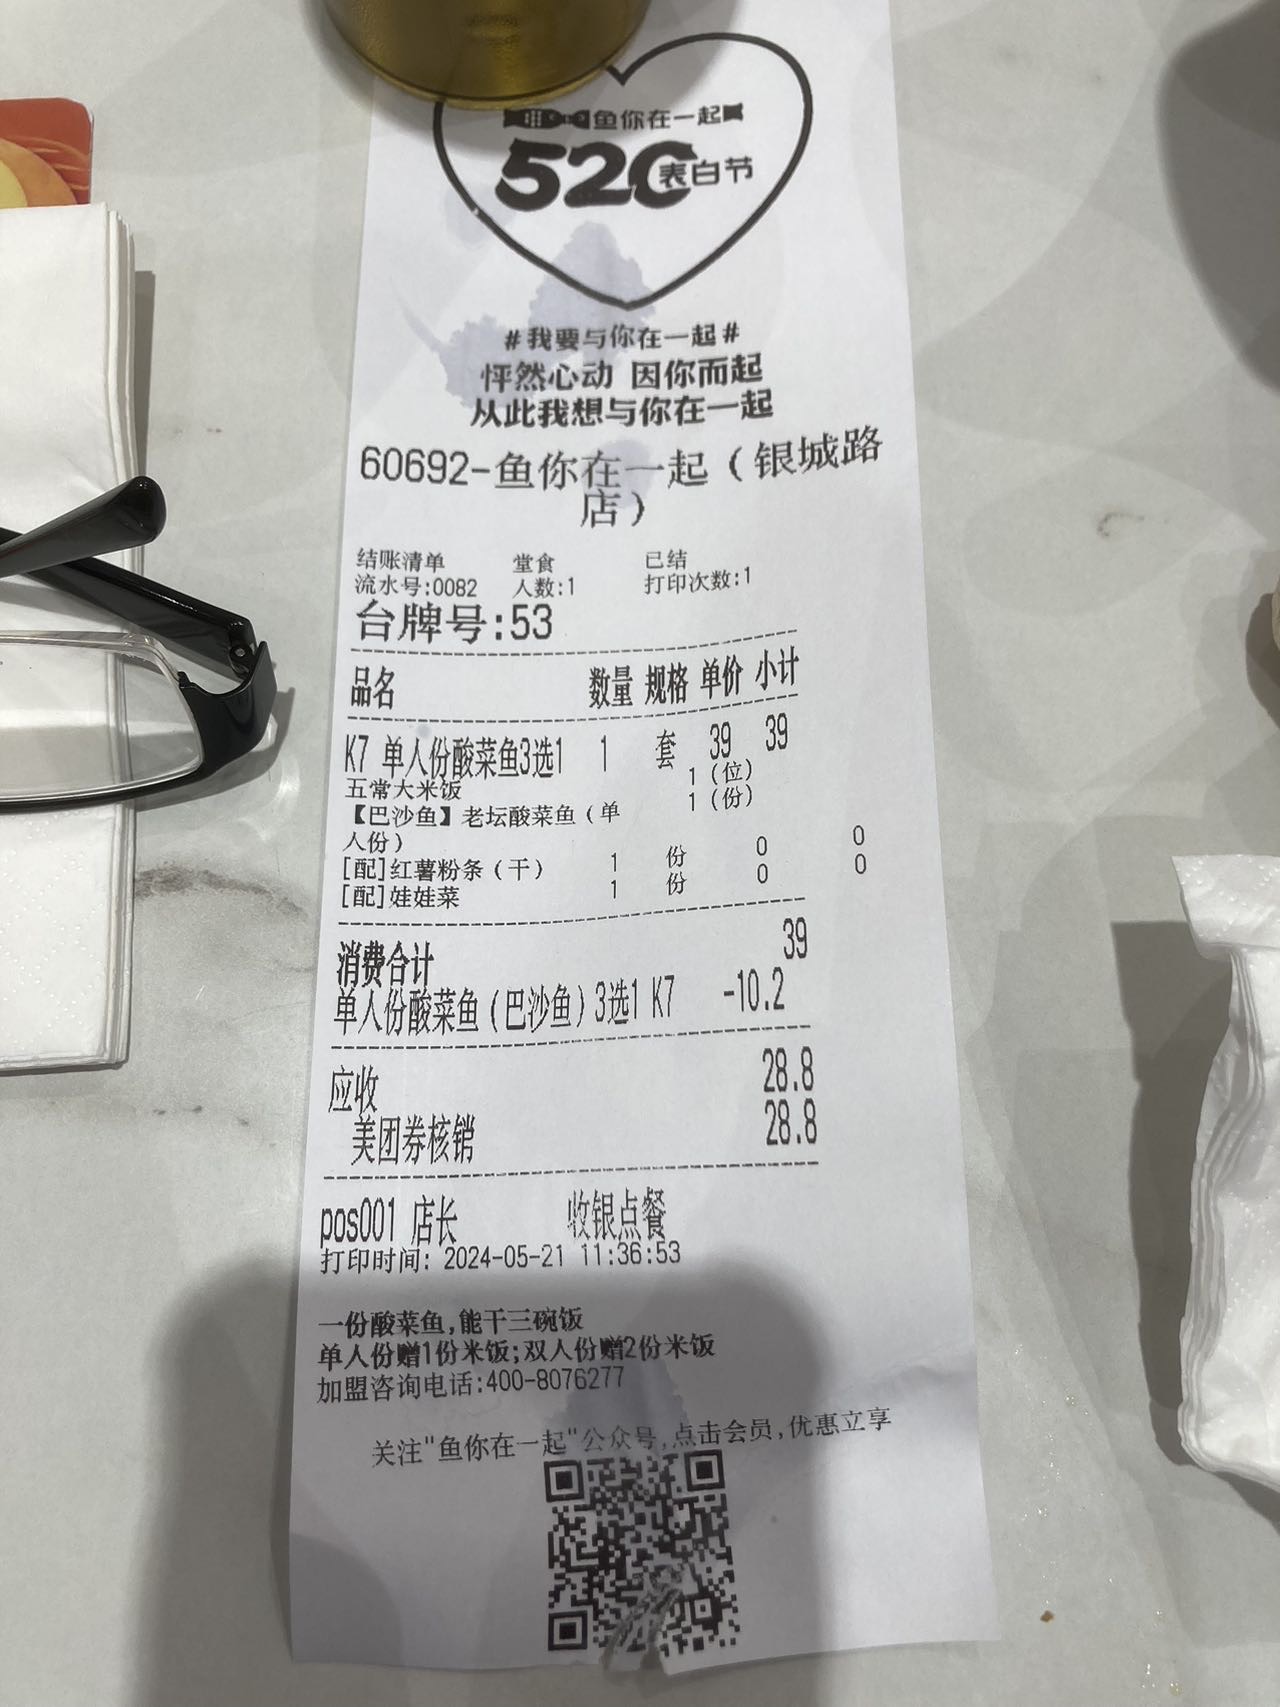 鱼你在一起
520表白节
#我要与你在一起#
怦然心动 因你而起
从此我想与你在一起
60692-鱼你在一起（银城路
店）
结账清单 堂食 已结
流水号:0082 人数:1 打印次数:1
台牌号:53
品名 数量 规格 单价 小计
K7 单人份酸菜鱼3选1 1 套 39 39
五常大米饭 1（位）
【巴沙鱼】老坛酸菜鱼（单 1（份）
人份）
[配]红薯粉条（干） 1 份 0 0
[配]娃娃菜 1 份 0 0
消费合计 39
单人份酸菜鱼（巴沙鱼）3选1 K7 -10.2
应收 28.8
美团券核销 28.8
pos001 店长 收银点餐
打印时间: 2024-05-21 11:36:53
一份酸菜鱼,能干三碗饭
单人份赠1份米饭;双人份赠2份米饭
加盟咨询电话:400-8076277
关注"鱼你在一起"公众号,点击会员,优惠立享